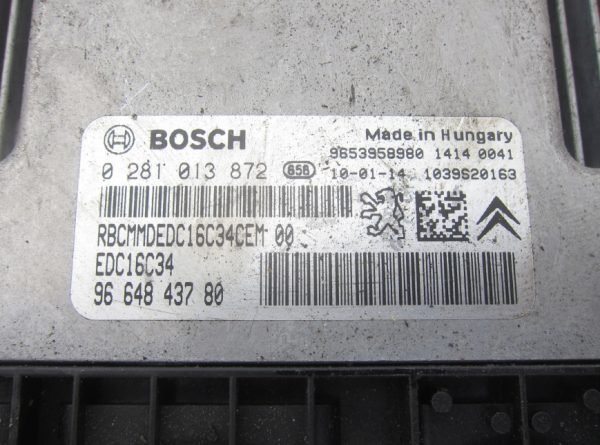 BOSCH
Made in Hungary
9653958980 1414 0041
0 281 013 872 656 10-01-14 1039S20163
RBCMMDEDC16C34CEM 00
EDC16C34
96 648 437 80